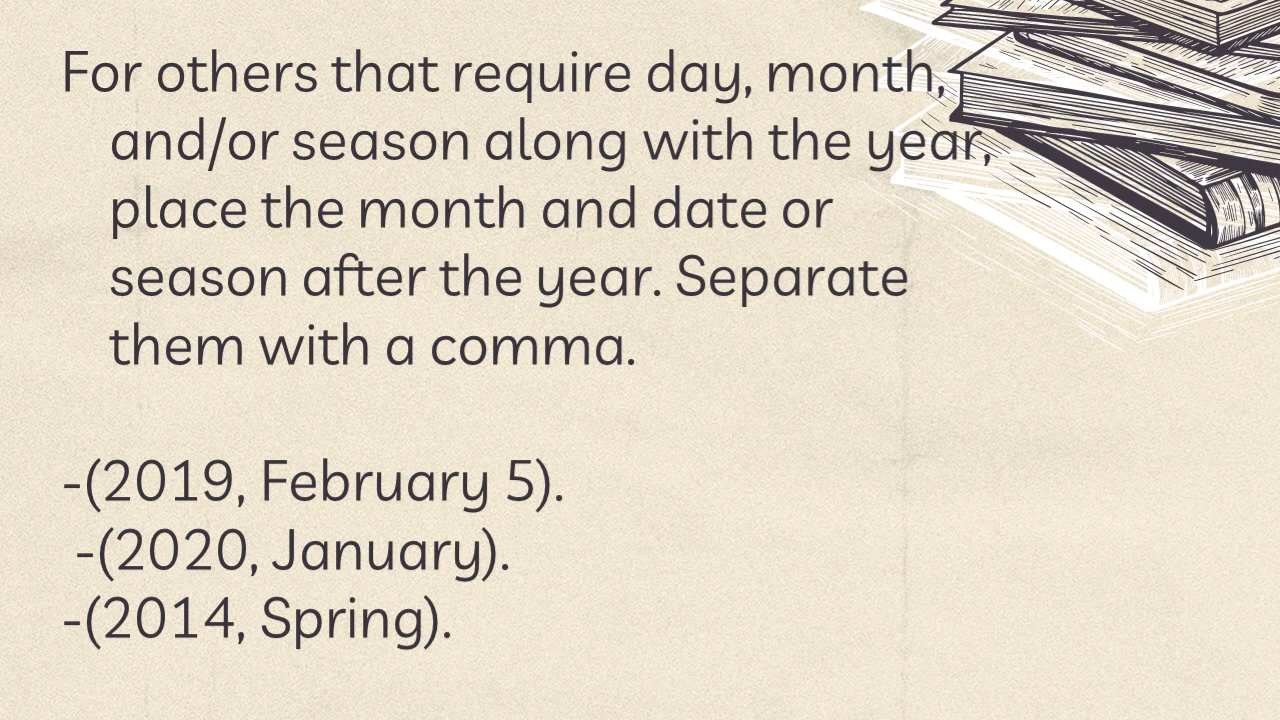 For others that require day, month,
and/or season along with the year,
place the month and date or
season after the year. Separate
them with a comma.
-(2019, February 5).
-(2020, January).
-(2014, Spring).